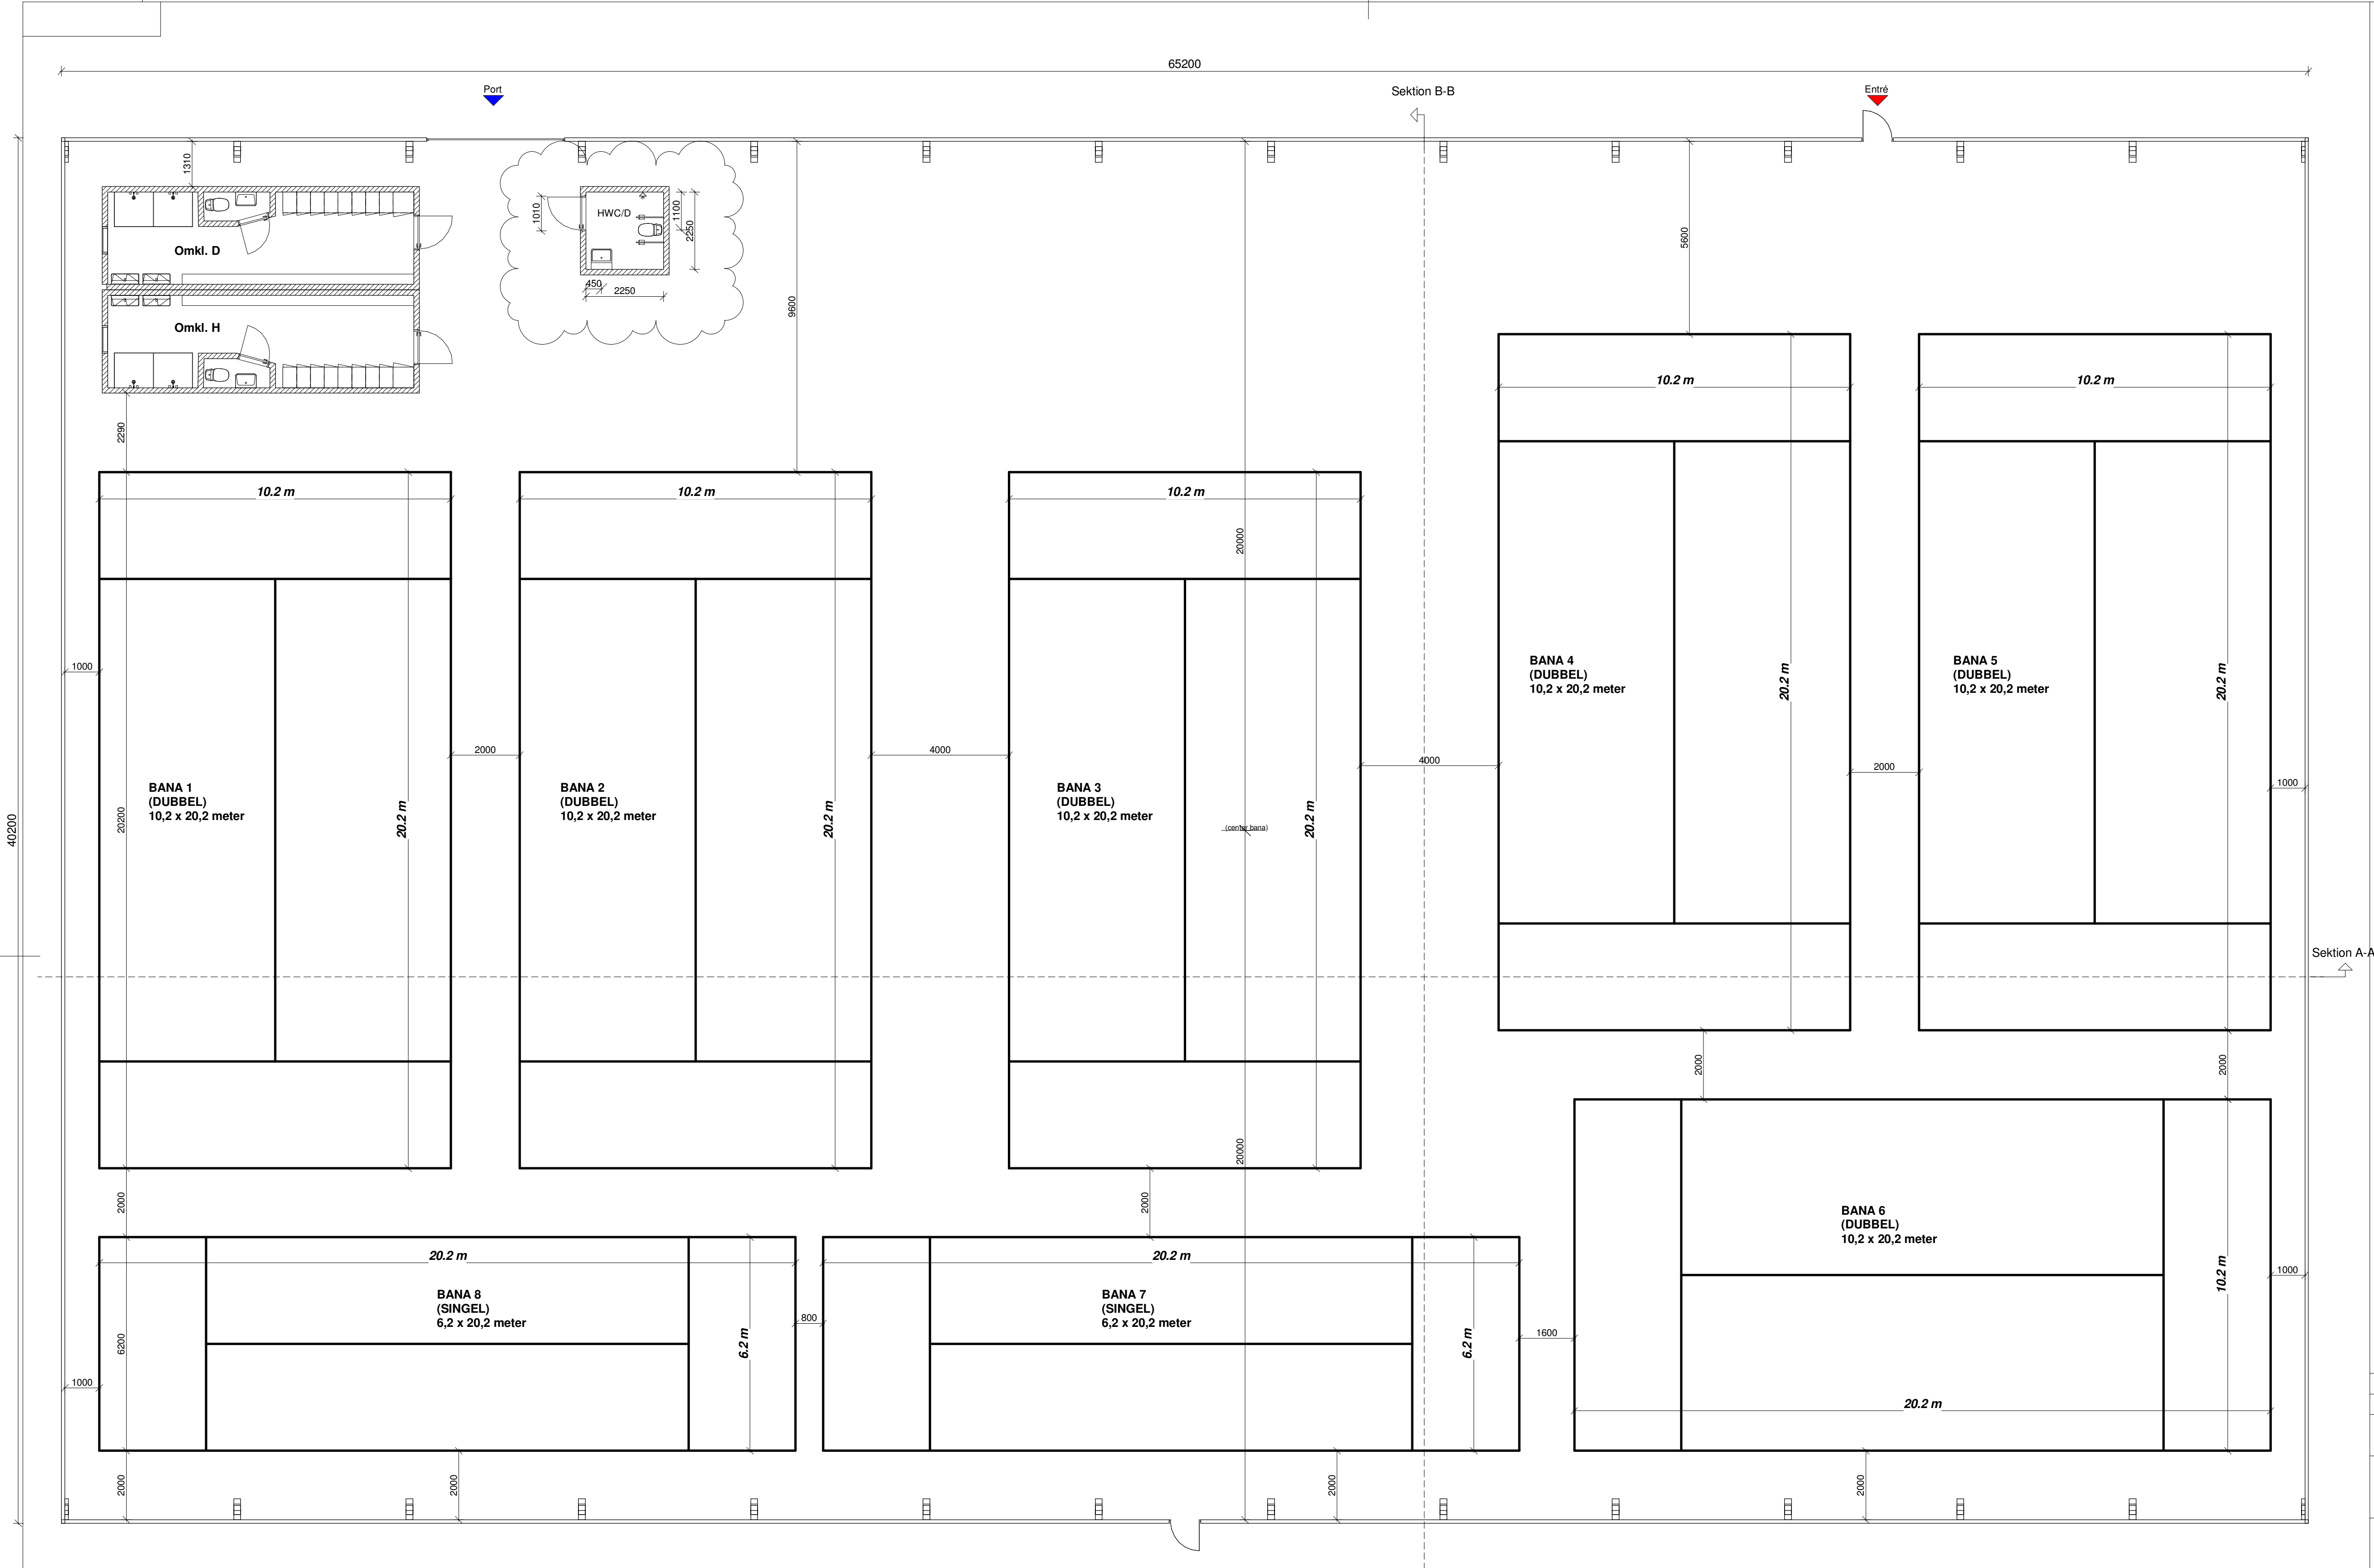 65200
Port
Sektion B-B
Entré
1310
1010
HWC/D
1100
2250
450
2250
Omkl. D
Omkl. H
9600
5600
2290
10.2 m
10.2 m
10.2 m
10.2 m
10.2 m
20000
BANA 4
(DUBBEL)
10,2 x 20,2 meter
20.2 m
BANA 5
(DUBBEL)
10,2 x 20,2 meter
20.2 m
1000
2000
4000
4000
2000
1000
40200
BANA 1
(DUBBEL)
10,2 x 20,2 meter
20200
20.2 m
BANA 2
(DUBBEL)
10,2 x 20,2 meter
20.2 m
BANA 3
(DUBBEL)
10,2 x 20,2 meter
(center bana)
20.2 m
Sektion A-A
2000
2000
20000
2000
2000
BANA 6
(DUBBEL)
10,2 x 20,2 meter
10.2 m
1000
20.2 m
20.2 m
20.2 m
BANA 8
(SINGEL)
6,2 x 20,2 meter
6200
6.2 m
800
BANA 7
(SINGEL)
6,2 x 20,2 meter
6.2 m
1600
1000
2000
2000
2000
2000